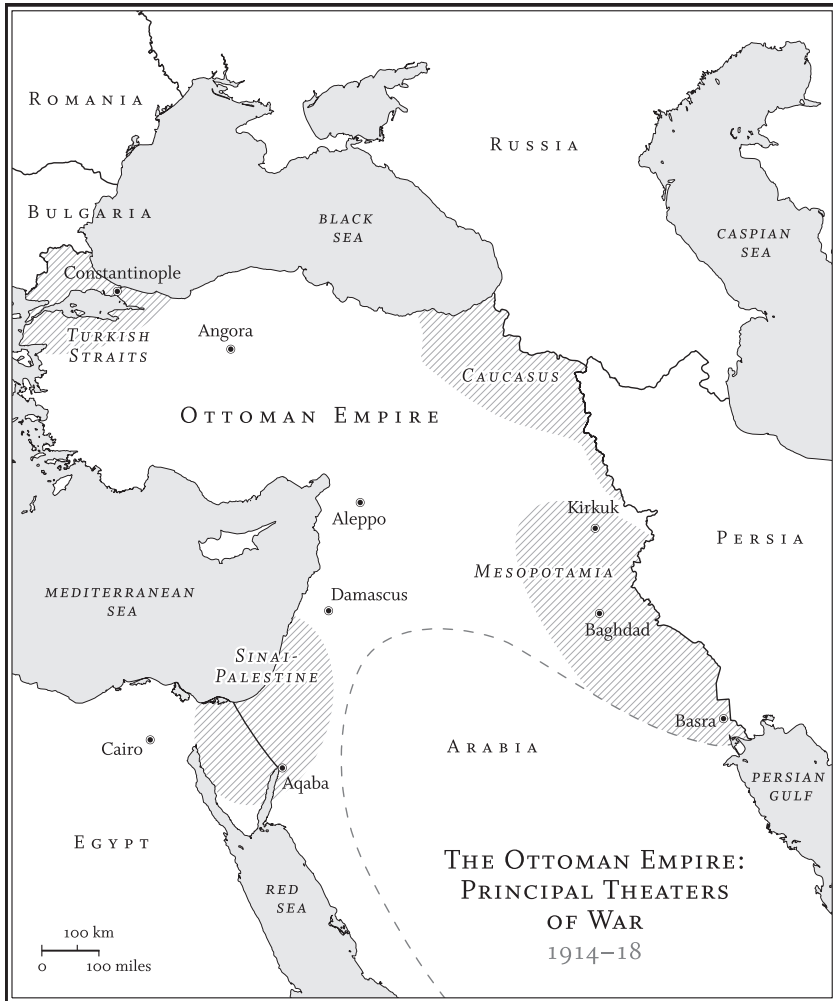 ROMANIA
RUSSIA
BULGARIA
BLACK
SEA
CASPIAN
SEA
Constantinople
TURKISH
STRAITS
Angora
CAUCASUS
OTTOMAN EMPIRE
Aleppo
Kirkuk
PERSIA
MESOPOTAMIA
MEDITERRANEAN
SEA
Damascus
Baghdad
SINAI-
PALESTINE
Basra
Cairo
ARABIA
Aqaba
PERSIAN
GULF
EGYPT
RED
SEA
THE OTTOMAN EMPIRE:
PRINCIPAL THEATERS
OF WAR
1914–18
100 km
0 100 miles